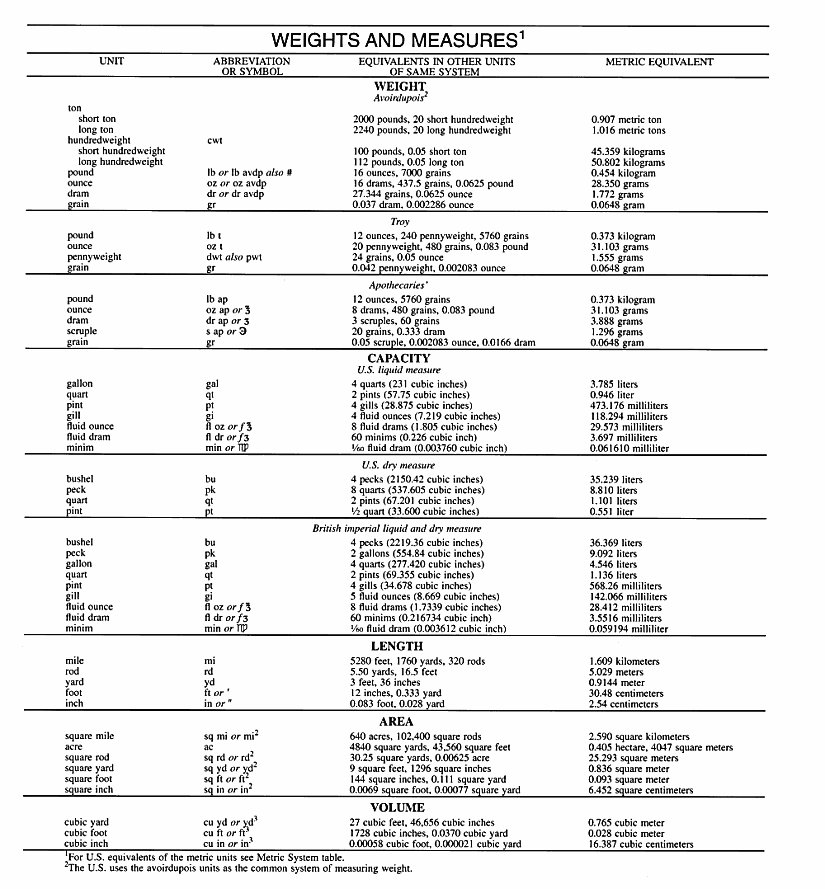 WEIGHTS AND MEASURES¹
UNIT ABBREVIATION OR SYMBOL EQUIVALENTS IN OTHER UNITS OF SAME SYSTEM METRIC EQUIVALENT
WEIGHT
Avoirdupois²
ton
short ton 2000 pounds, 20 short hundredweight 0.907 metric ton
long ton 2240 pounds, 20 long hundredweight 1.016 metric tons
hundredweight cwt
short hundredweight 100 pounds, 0.05 short ton 45.359 kilograms
long hundredweight 112 pounds, 0.05 long ton 50.802 kilograms
pound lb or lb avdp also # 16 ounces, 7000 grains 0.454 kilogram
ounce oz or oz avdp 16 drams, 437.5 grains, 0.0625 pound 28.350 grams
dram dr or dr avdp 27.344 grains, 0.0625 ounce 1.772 grams
grain gr 0.037 dram, 0.002286 ounce 0.0648 gram
Troy
pound lb t 12 ounces, 240 pennyweight, 5760 grains 0.373 kilogram
ounce oz t 20 pennyweight, 480 grains, 0.083 pound 31.103 grams
pennyweight dwt also pwt 24 grains, 0.05 ounce 1.555 grams
grain gr 0.042 pennyweight, 0.002083 ounce 0.0648 gram
Apothecaries'
pound lb ap 12 ounces, 5760 grains 0.373 kilogram
ounce oz ap or ℥ 8 drams, 480 grains, 0.083 pound 31.103 grams
dram dr ap or ʒ 3 scruples, 60 grains 3.888 grams
scruple s ap or ℈ 20 grains, 0.333 dram 1.296 grams
grain gr 0.05 scruple, 0.002083 ounce, 0.0166 dram 0.0648 gram
CAPACITY
U.S. liquid measure
gallon gal 4 quarts (231 cubic inches) 3.785 liters
quart qt 2 pints (57.75 cubic inches) 0.946 liter
pint pt 4 gills (28.875 cubic inches) 473.176 milliliters
gill gi 4 fluid ounces (7.219 cubic inches) 118.294 milliliters
fluid ounce fl oz or f℥ 8 fluid drams (1.805 cubic inches) 29.573 milliliters
fluid dram fl dr or fʒ 60 minims (0.226 cubic inch) 3.697 milliliters
minim min or ♏ 1/60 fluid dram (0.003760 cubic inch) 0.061610 milliliter
U.S. dry measure
bushel bu 4 pecks (2150.42 cubic inches) 35.239 liters
peck pk 8 quarts (537.605 cubic inches) 8.810 liters
quart qt 2 pints (67.201 cubic inches) 1.101 liters
pint pt ½ quart (33.600 cubic inches) 0.551 liter
British imperial liquid and dry measure
bushel bu 4 pecks (2219.36 cubic inches) 36.369 liters
peck pk 2 gallons (554.84 cubic inches) 9.092 liters
gallon gal 4 quarts (277.420 cubic inches) 4.546 liters
quart qt 2 pints (69.355 cubic inches) 1.136 liters
pint pt 4 gills (34.678 cubic inches) 568.26 milliliters
gill gi 5 fluid ounces (8.669 cubic inches) 142.066 milliliters
fluid ounce fl oz or f℥ 8 fluid drams (1.7339 cubic inches) 28.412 milliliters
fluid dram fl dr or fʒ 60 minims (0.216734 cubic inch) 3.5516 milliliters
minim min or ♏ 1/60 fluid dram (0.003612 cubic inch) 0.059194 milliliter
LENGTH
mile mi 5280 feet, 1760 yards, 320 rods 1.609 kilometers
rod rd 5.50 yards, 16.5 feet 5.029 meters
yard yd 3 feet, 36 inches 0.9144 meter
foot ft or ' 12 inches, 0.333 yard 30.48 centimeters
inch in or " 0.083 foot, 0.028 yard 2.54 centimeters
AREA
square mile sq mi or mi² 640 acres, 102,400 square rods 2.590 square kilometers
acre ac 4840 square yards, 43,560 square feet 0.405 hectare, 4047 square meters
square rod sq rd or rd² 30.25 square yards, 0.00625 acre 25.293 square meters
square yard sq yd or yd² 9 square feet, 1296 square inches 0.836 square meter
square foot sq ft or ft² 144 square inches, 0.111 square yard 0.093 square meter
square inch sq in or in² 0.0069 square foot, 0.00077 square yard 6.452 square centimeters
VOLUME
cubic yard cu yd or yd³ 27 cubic feet, 46,656 cubic inches 0.765 cubic meter
cubic foot cu ft or ft³ 1728 cubic inches, 0.0370 cubic yard 0.028 cubic meter
cubic inch cu in or in³ 0.00058 cubic foot, 0.000021 cubic yard 16.387 cubic centimeters
¹For U.S. equivalents of the metric units see Metric System table.
²The U.S. uses the avoirdupois units as the common system of measuring weight.